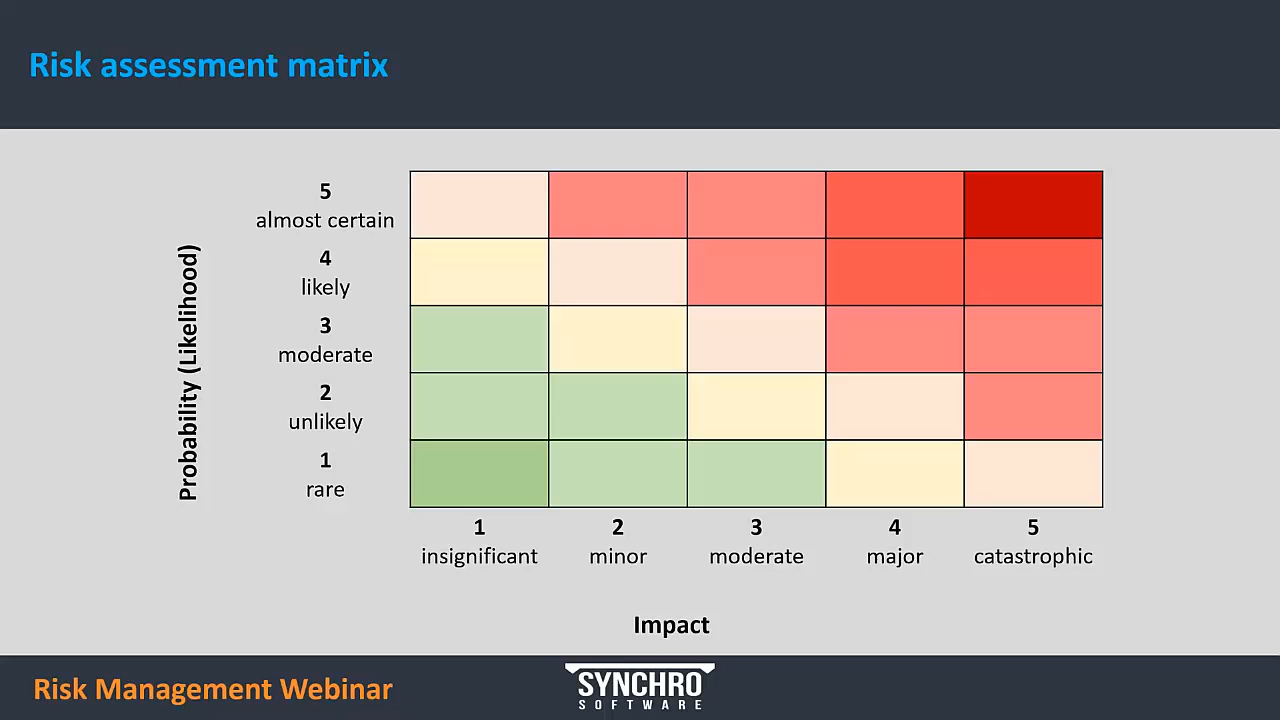 Risk assessment matrix
Probability (Likelihood)
5
almost certain
4
likely
3
moderate
2
unlikely
1
rare
1 2 3 4 5
insignificant minor moderate major catastrophic
Impact
Risk Management Webinar
SYNCHRO
SOFTWARE